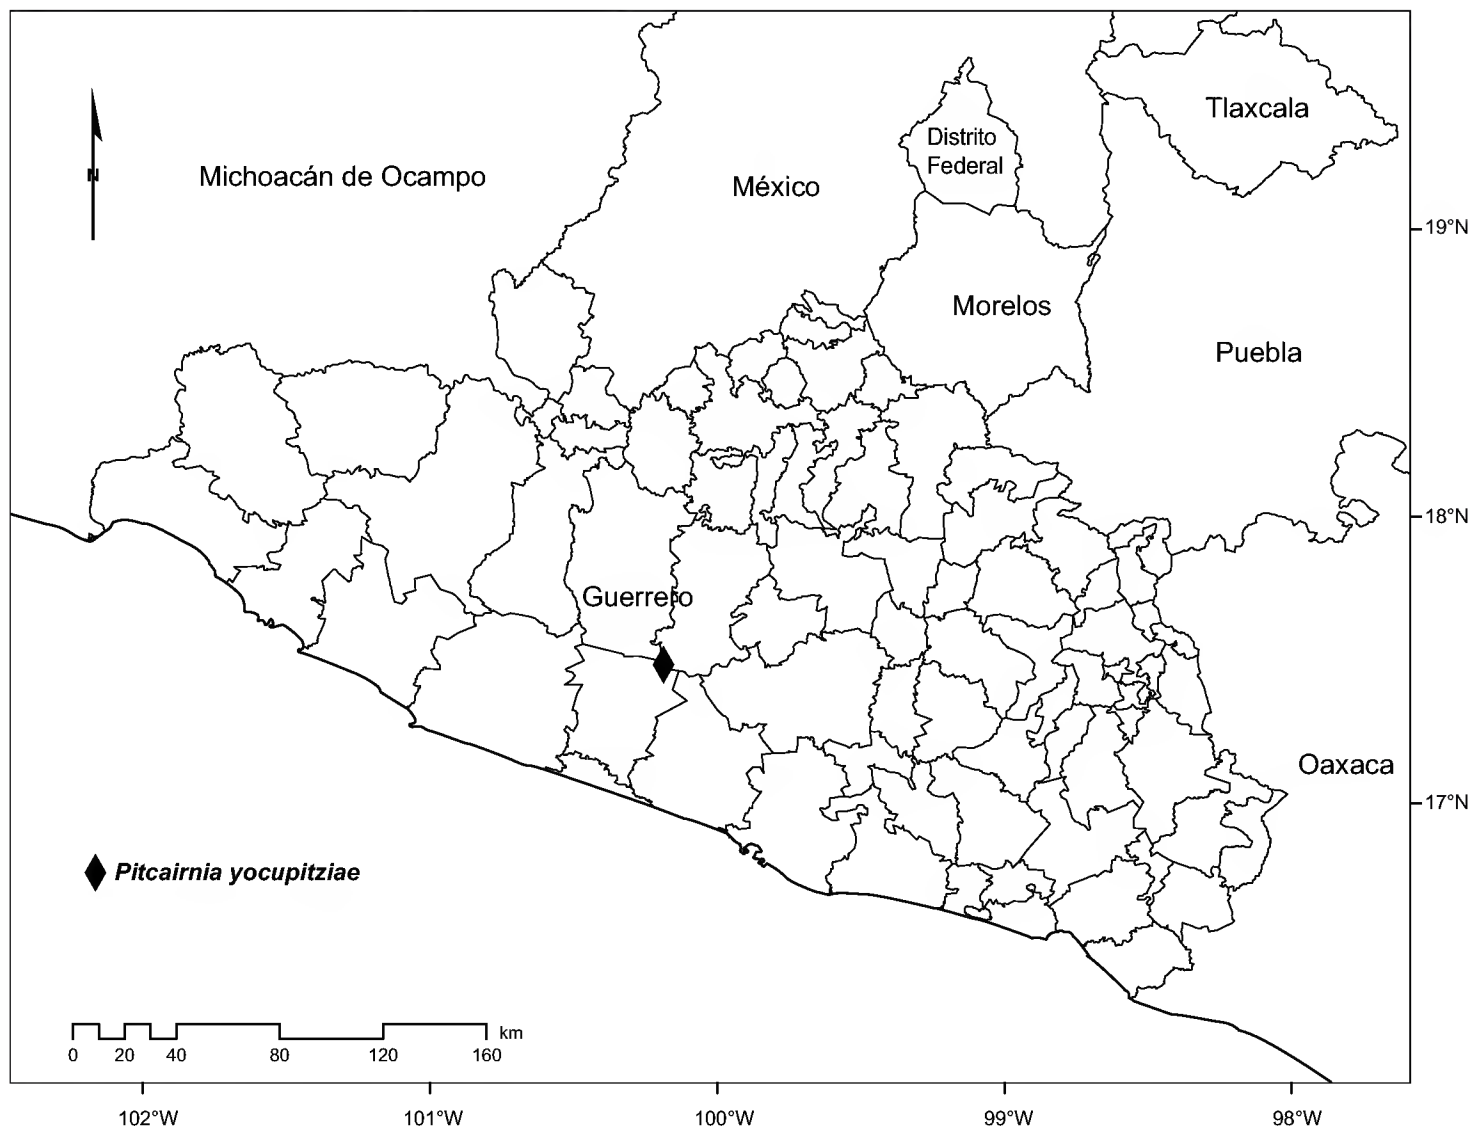 Tlaxcala
Distrito
Federal
Michoacán de Ocampo
México
N
19°N
Morelos
Puebla
18°N
Guerrero
Oaxaca
17°N
Pitcairnia yocupitziae
km
0 20 40 80 120 160
102°W 101°W 100°W 99°W 98°W